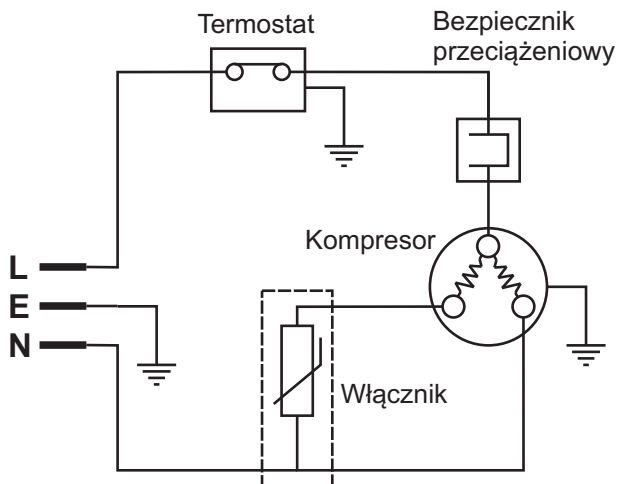 Termostat
Bezpiecznik
przeciążeniowy
Kompresor
L
E
N
Włącznik